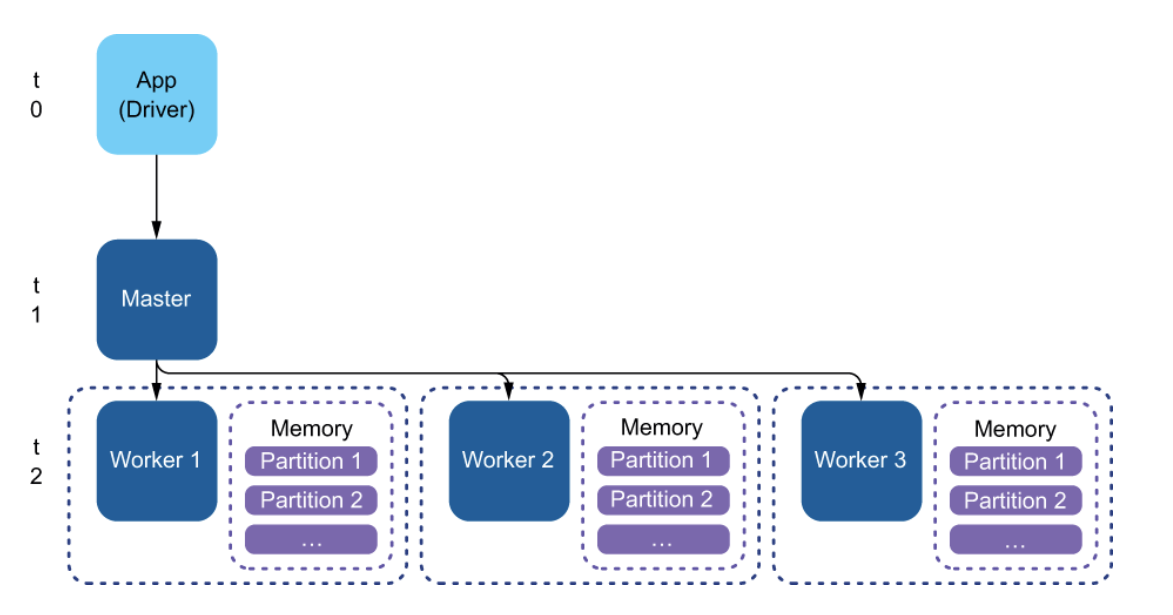 t
0
App
(Driver)
t
1
Master
t
2
Worker 1
Memory
Partition 1
Partition 2
...
Worker 2
Memory
Partition 1
Partition 2
...
Worker 3
Memory
Partition 1
Partition 2
...